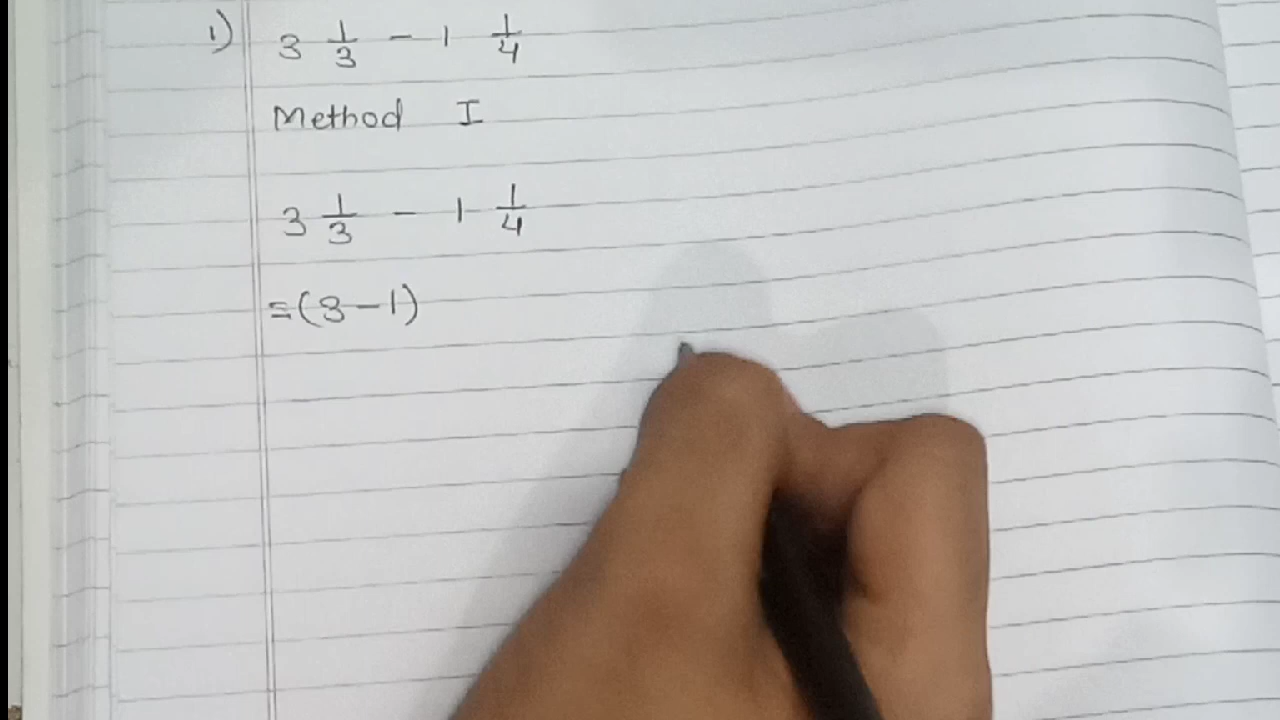 1) 3 1/3 - 1 1/4
Method I
3 1/3 - 1 1/4
=(3-1)